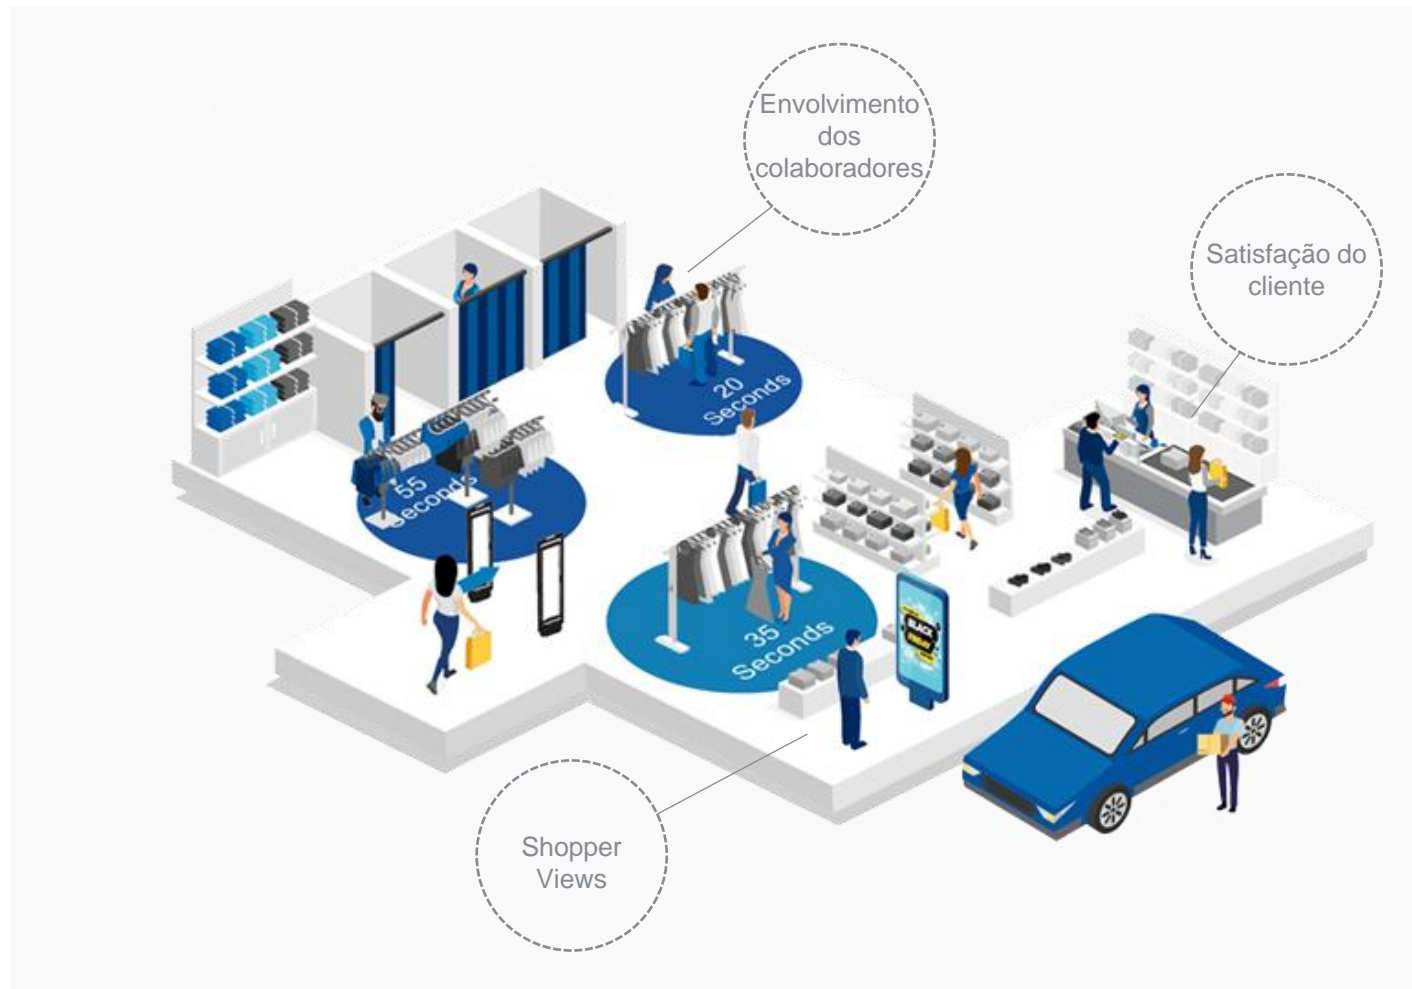 Envolvimento
dos
colaboradores
Satisfação do
cliente
20
Seconds
55
Seconds
35
Seconds
BLACK
FRIDAY
Shopper
Views